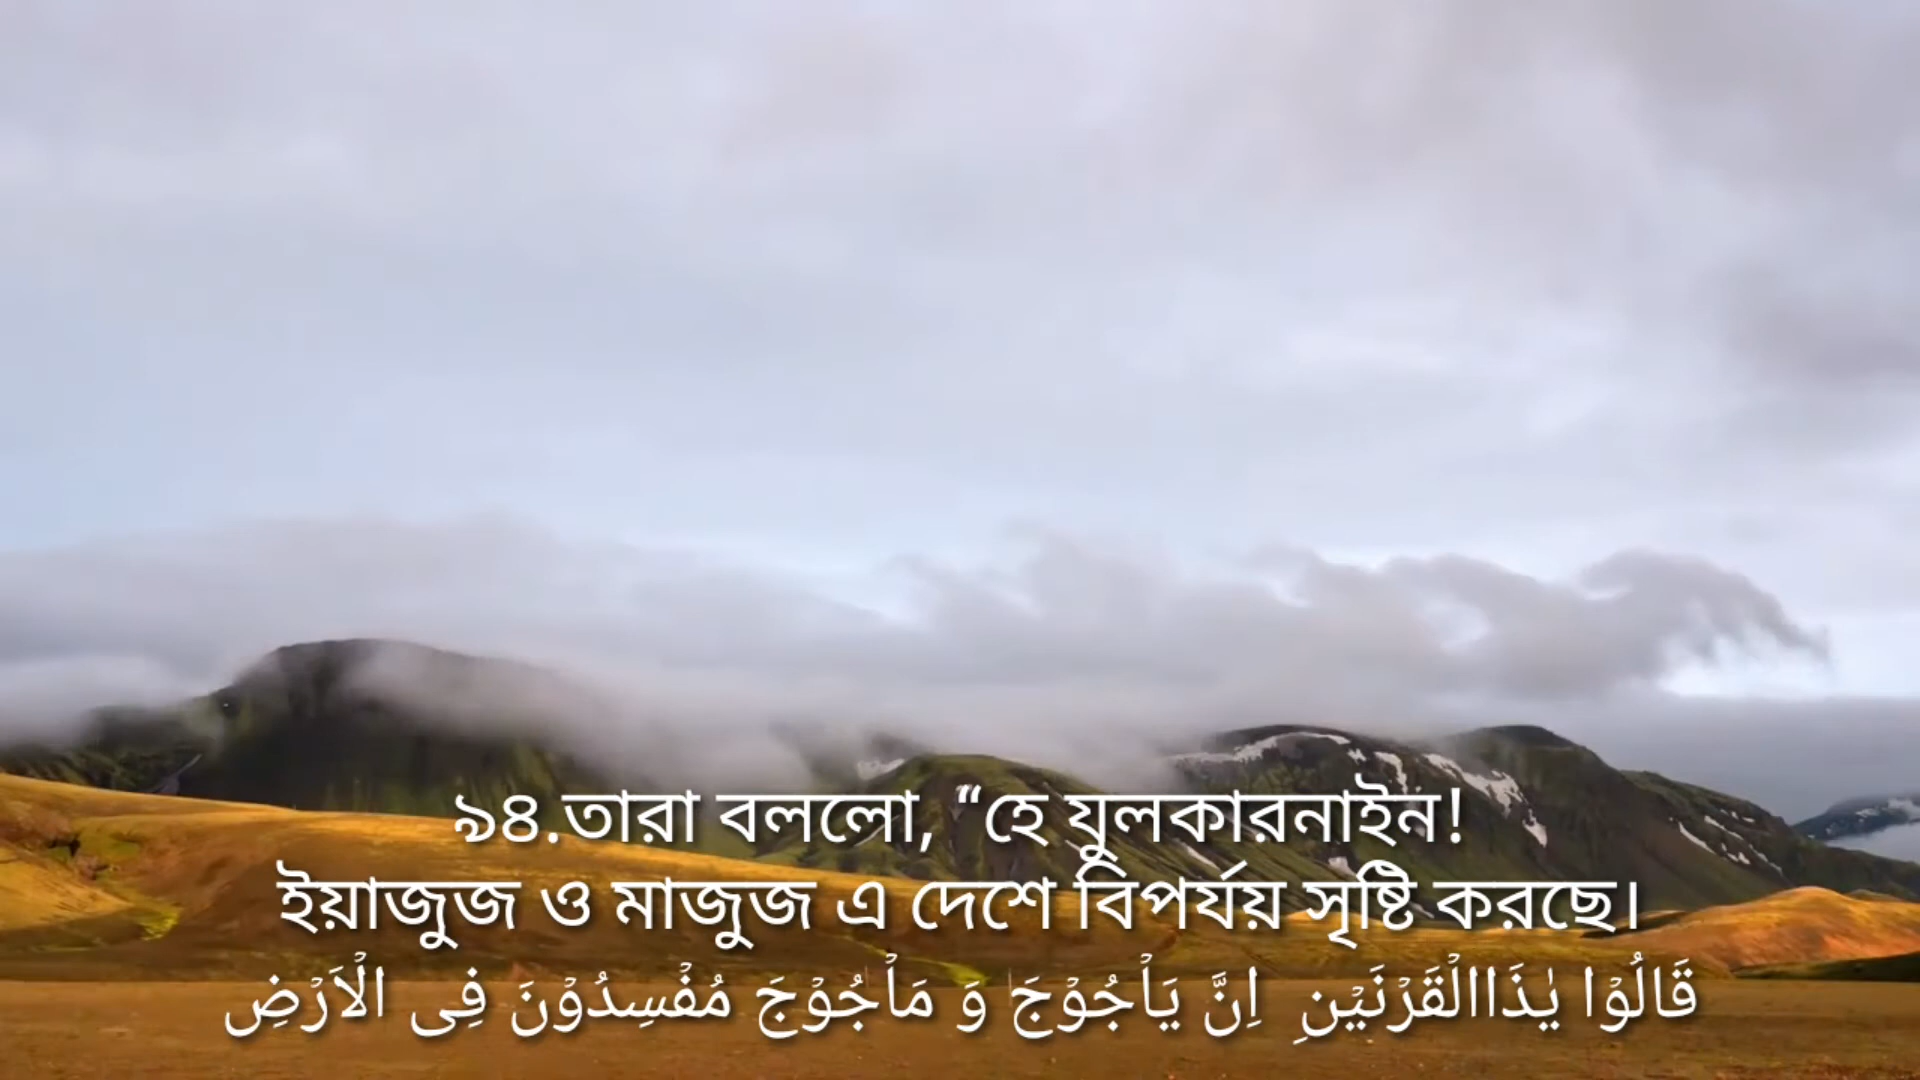 ৯৪.তারা বললো, “হে যুলকারনাইন!
ইয়াজুজ ও মাজুজ এ দেশে বিপর্যয় সৃষ্টি করছে।
قَالُوْا يٰذَاالْقَرْنَيْنِ اِنَّ يَاْجُوْجَ وَ مَاْجُوْجَ مُفْسِدُوْنَ فِى الْاَرْضِ